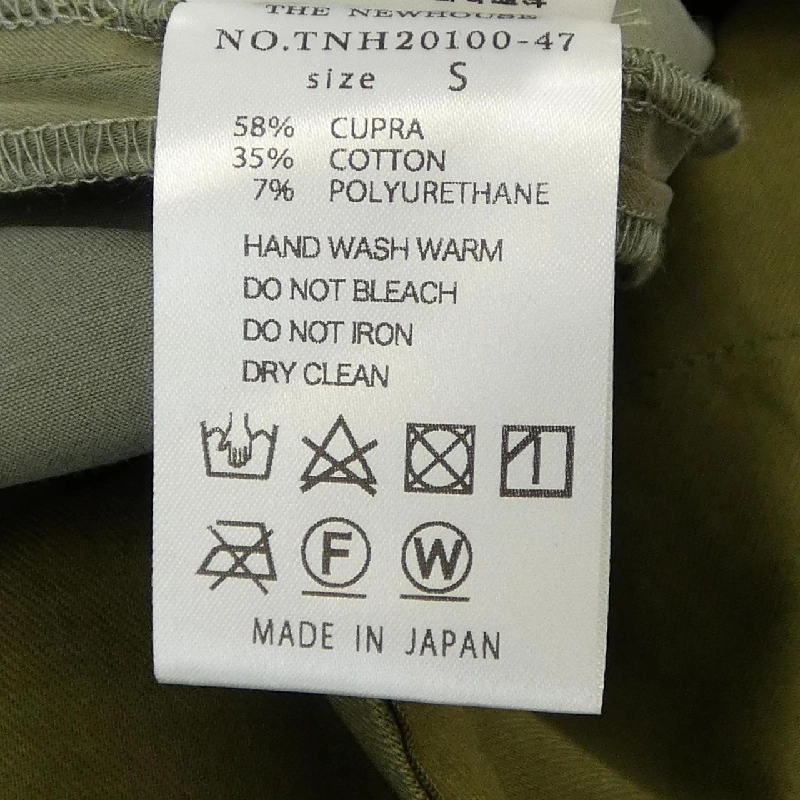 THE NEWHOUSE
NO.TNH20100-47
size S
58% CUPRA
35% COTTON
7% POLYURETHANE
HAND WASH WARM
DO NOT BLEACH
DO NOT IRON
DRY CLEAN
F W
MADE IN JAPAN